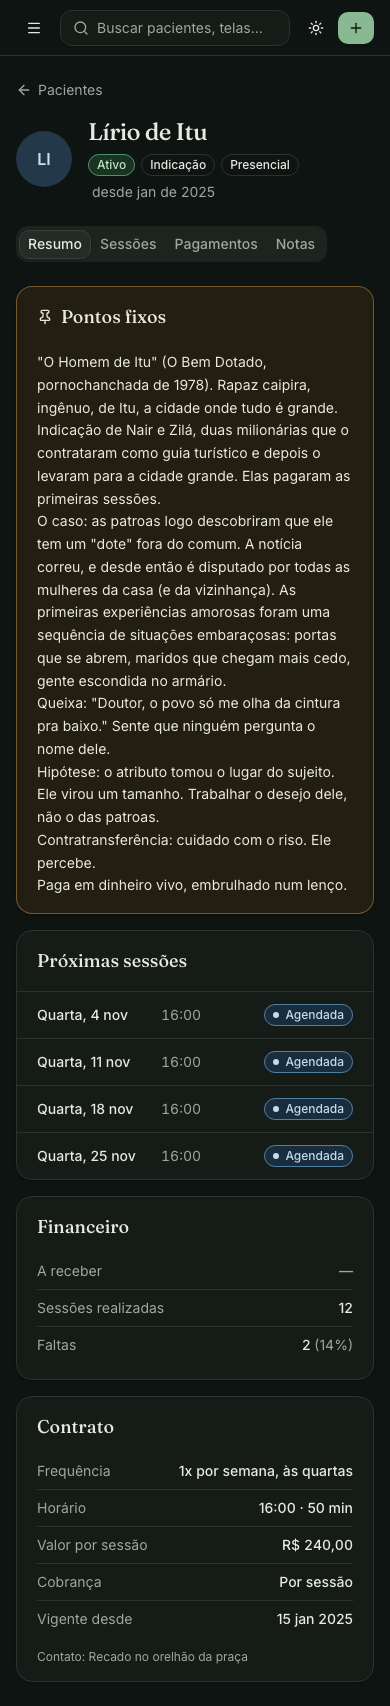 Buscar pacientes, telas...
Pacientes
LI
Lírio de Itu
Ativo Indicação Presencial
desde jan de 2025
Resumo Sessões Pagamentos Notas
Pontos fixos
"O Homem de Itu" (O Bem Dotado,
pornochanchada de 1978). Rapaz caipira,
ingênuo, de Itu, a cidade onde tudo é grande.
Indicação de Nair e Zilá, duas milionárias que o
contrataram como guia turístico e depois o
levaram para a cidade grande. Elas pagaram as
primeiras sessões.
O caso: as patroas logo descobriram que ele
tem um "dote" fora do comum. A notícia
correu, e desde então é disputado por todas as
mulheres da casa (e da vizinhança). As
primeiras experiências amorosas foram uma
sequência de situações embaraçosas: portas
que se abrem, maridos que chegam mais cedo,
gente escondida no armário.
Queixa: "Doutor, o povo só me olha da cintura
pra baixo." Sente que ninguém pergunta o
nome dele.
Hipótese: o atributo tomou o lugar do sujeito.
Ele virou um tamanho. Trabalhar o desejo dele,
não o das patroas.
Contratransferência: cuidado com o riso. Ele
percebe.
Paga em dinheiro vivo, embrulhado num lenço.
Próximas sessões
Quarta, 4 nov 16:00 Agendada
Quarta, 11 nov 16:00 Agendada
Quarta, 18 nov 16:00 Agendada
Quarta, 25 nov 16:00 Agendada
Financeiro
A receber —
Sessões realizadas 12
Faltas 2 (14%)
Contrato
Frequência 1x por semana, às quartas
Horário 16:00 · 50 min
Valor por sessão R$ 240,00
Cobrança Por sessão
Vigente desde 15 jan 2025
Contato: Recado no orelhão da praça